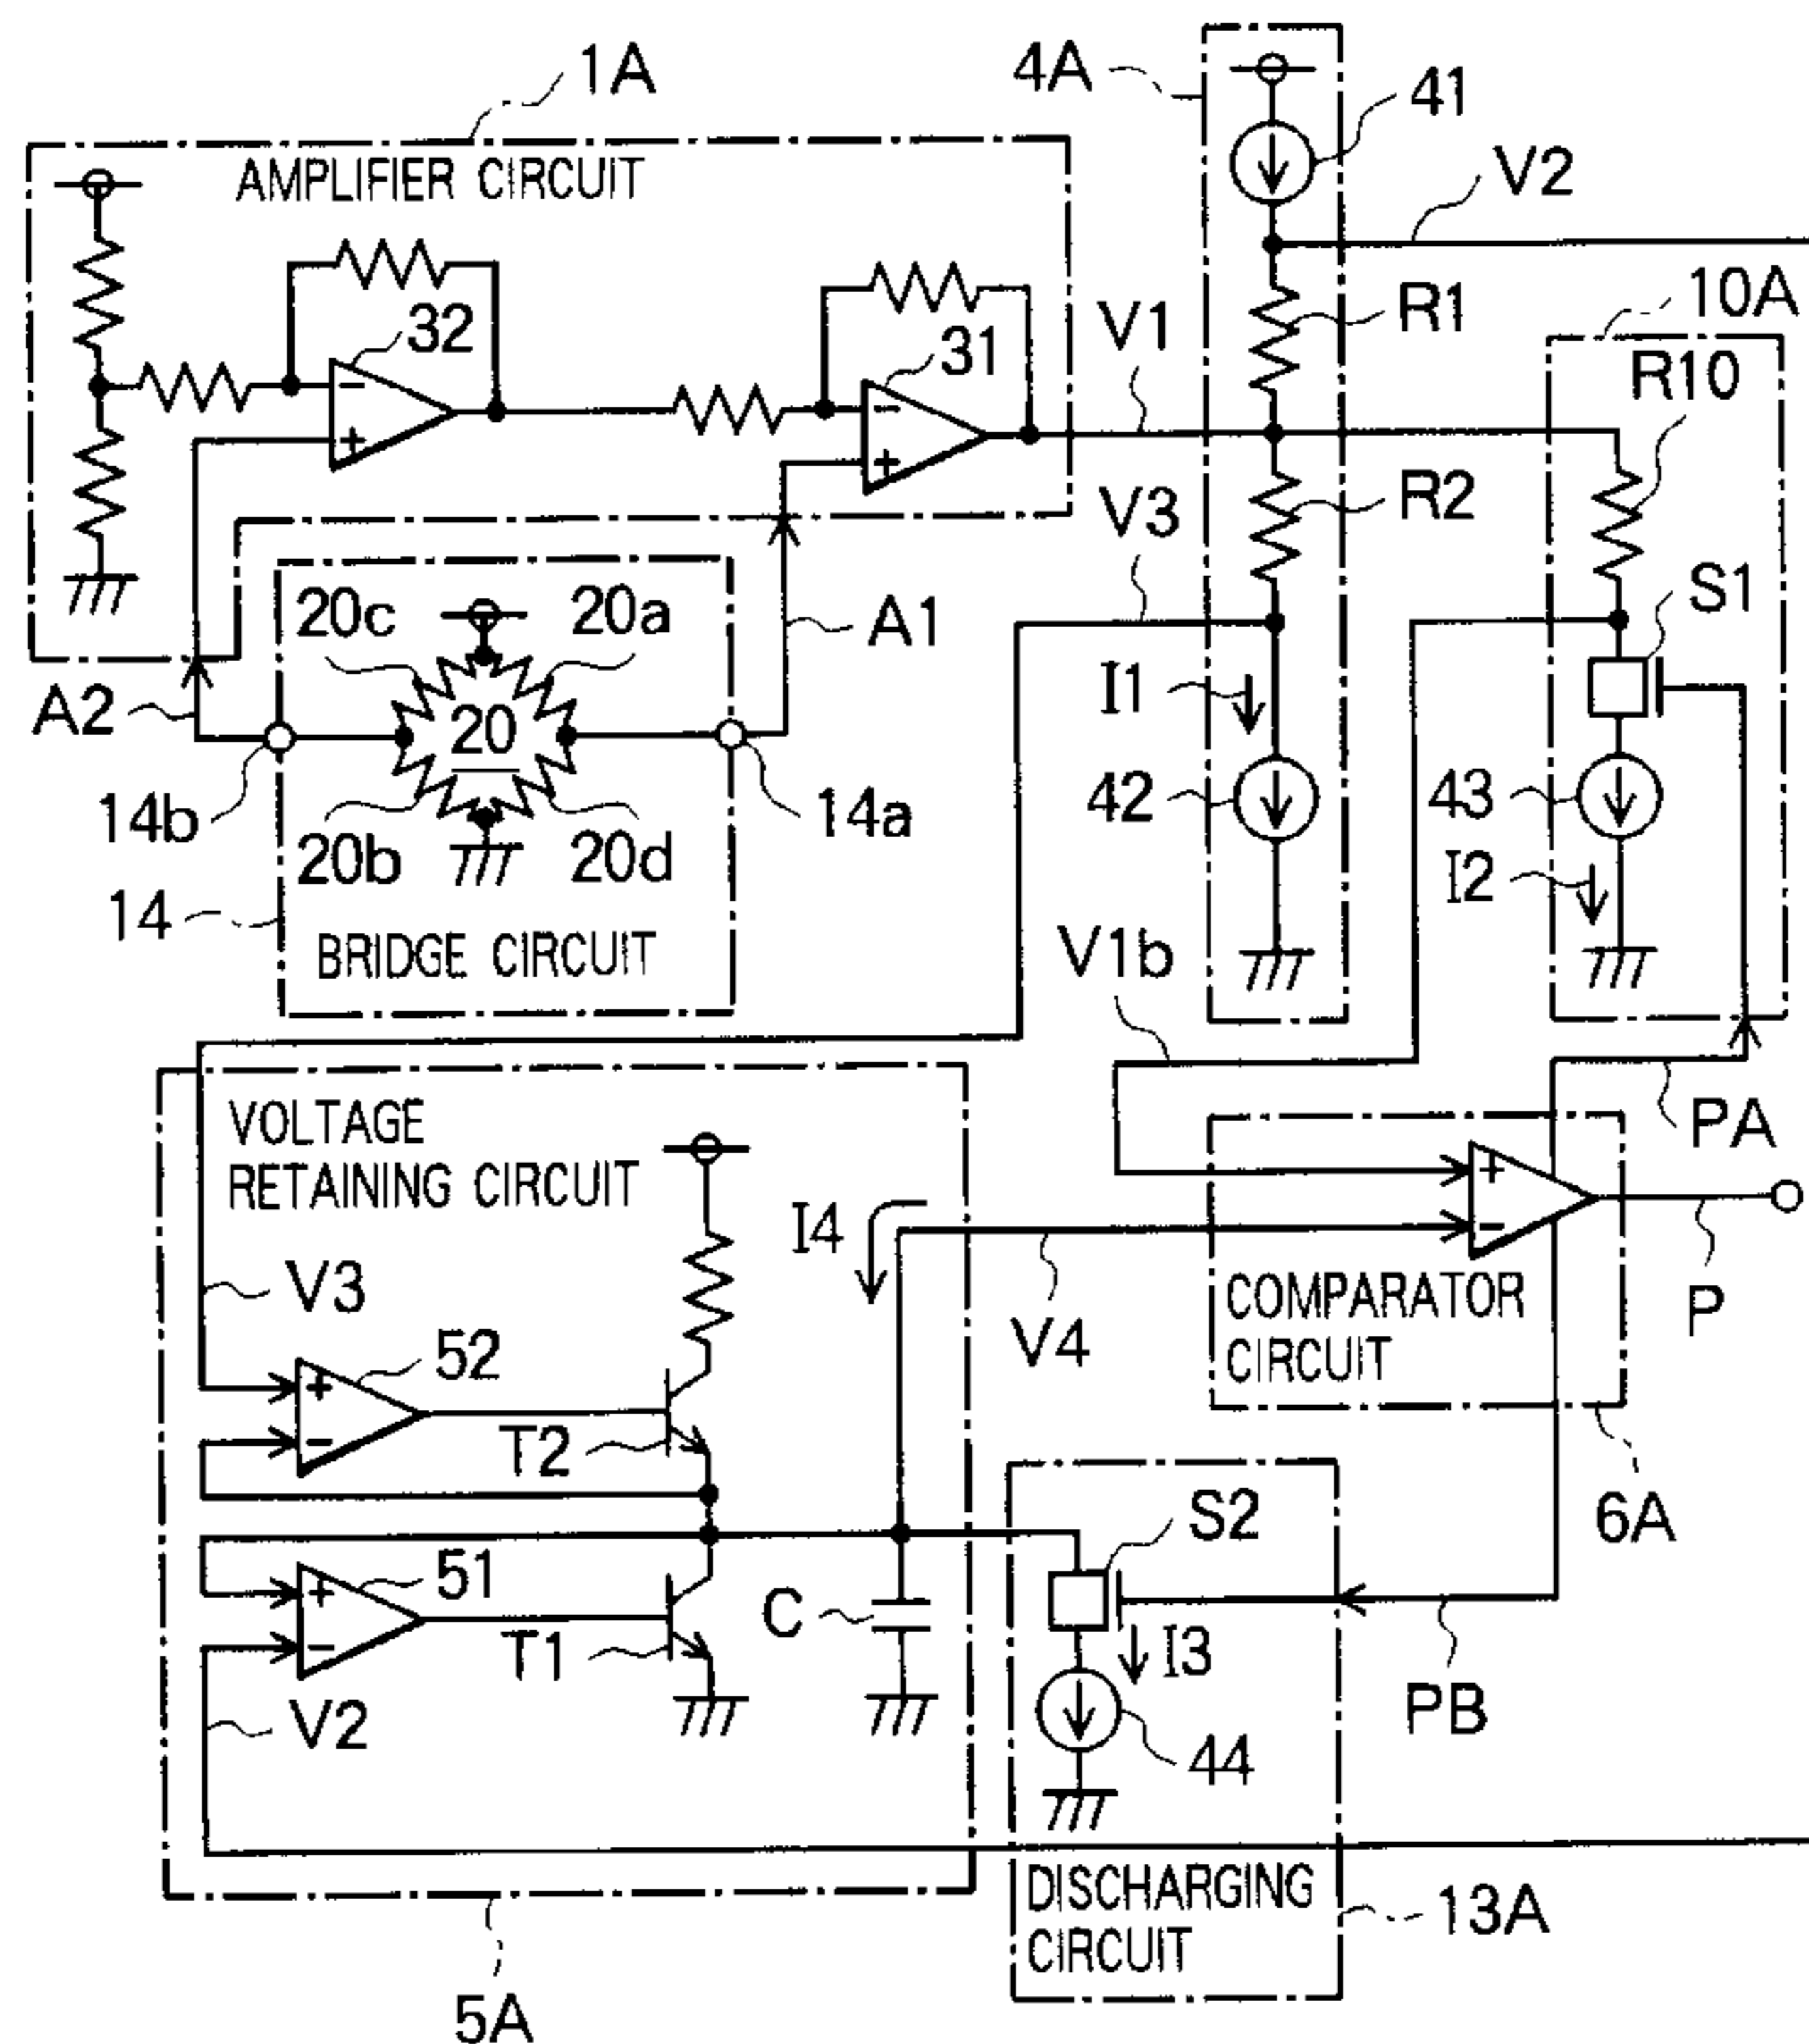 1A
4A
41
AMPLIFIER CIRCUIT
V2
10A
R1
R10
32
31
V1
R2
V3
S1
20c
20a
A1
A2
20
I1
14b
14a
42
43
20b
20d
I2
14
BRIDGE CIRCUIT
V1b
VOLTAGE
RETAINING CIRCUIT
PA
+
-
I4
P
V3
V4
COMPARATOR
CIRCUIT
52
+
-
T2
6A
S2
51
+
-
C
T1
I3
PB
V2
44
DISCHARGING
CIRCUIT
13A
5A
-
+
-
+